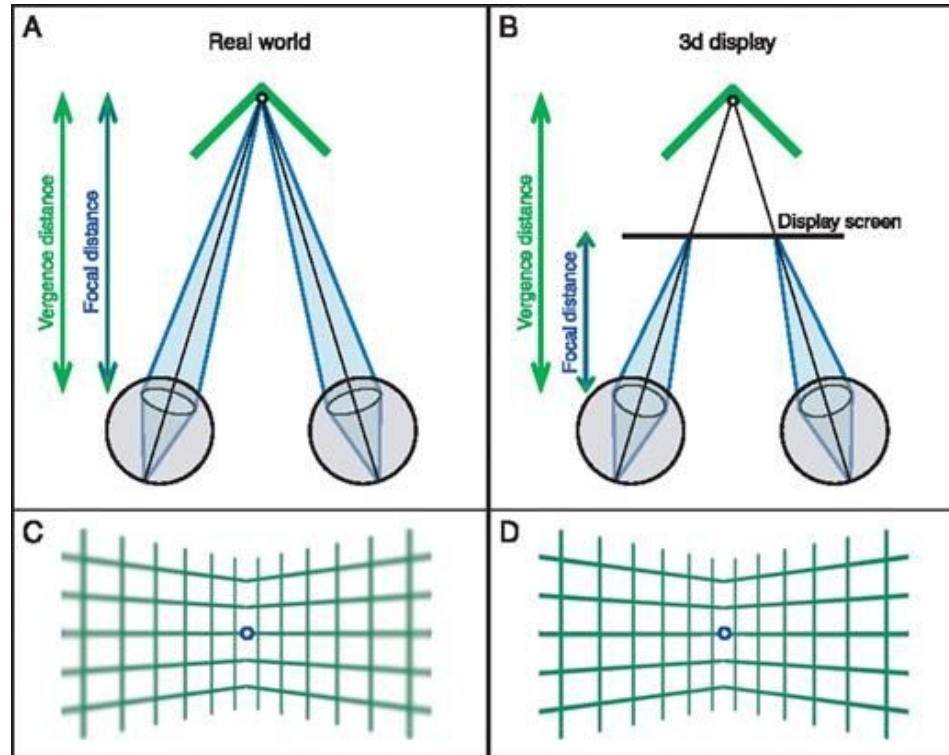 A
Real world
Vergence distance
Focal distance
B
3d display
Vergence distance
Focal distance
Display screen
C
D